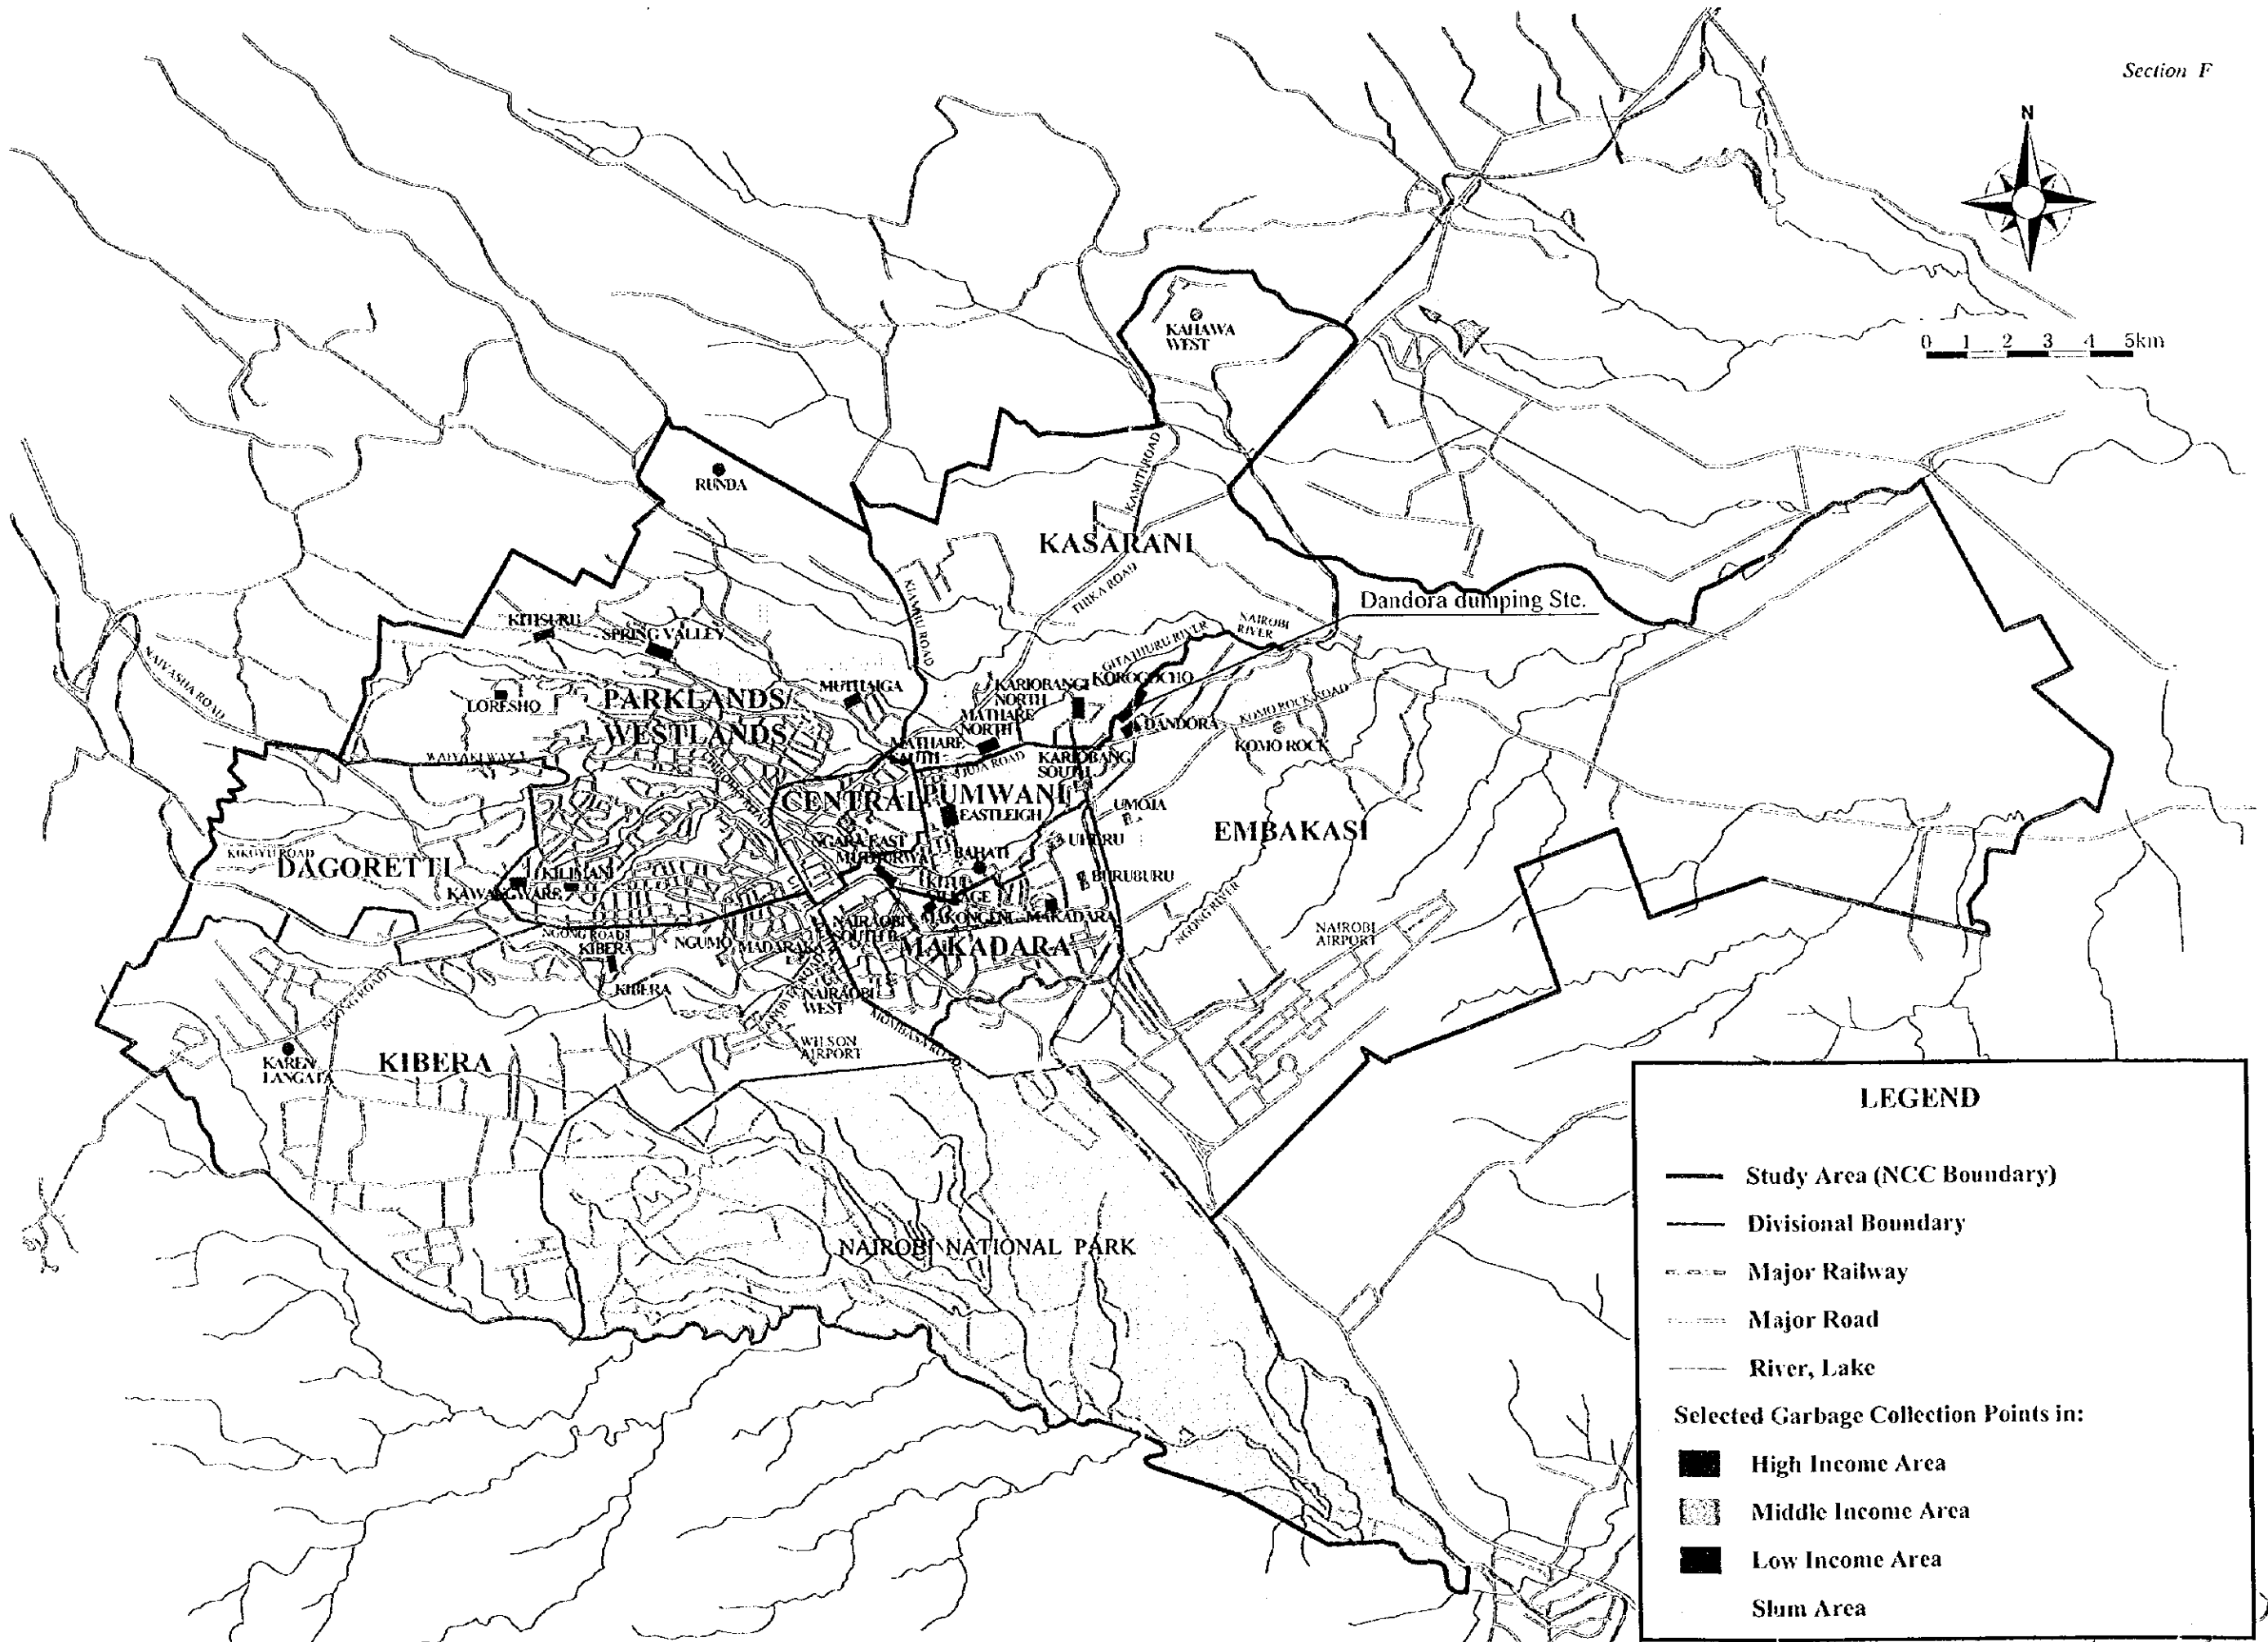 Section F
N
0 1 2 3 4 5km
KAHAWA
WEST
RUNDA
KAMITI ROAD
KASARANI
THIKA ROAD
KIAMBU ROAD
Dandora dumping Ste.
NAIROBI
RIVER
KITISURU
SPRING VALLEY
NAIVASHA ROAD
LORESHO
PARKLANDS/
WESTLANDS
MUTHAIGA
KARIOBANGI
NORTH
KOROGOCHO
MATHARE
NORTH
DANDORA
KOMO ROCK ROAD
KOMO ROCK
MATHARE
WAIYAKI WAY
JUJA ROAD
KARIOBANGI
SOUTH
CENTRAL
PUMWANI
EASTLEIGH
UMOJA
EMBAKASI
NGARA EAST
UHURU
BAHATI
KIKUYU ROAD
DAGORETTI
KILIMANI
KAWANGWARE
BURUBURU
MAKONGENI
MAKADARA
NAIRAOBI
SOUTH B
NGONG RIVER
NAIROBI
AIRPORT
NGONG ROAD
KIBERA
NGUMO
MADARAKA
MAKADARA
KIBERA
NAIRAOBI
WEST
NGONG ROAD
MOMBASA ROAD
WILSON
AIRPORT
KAREN
LANGATA
KIBERA
NAIROBI NATIONAL PARK
LEGEND
Study Area (NCC Boundary)
Divisional Boundary
Major Railway
Major Road
River, Lake
Selected Garbage Collection Points in:
High Income Area
Middle Income Area
Low Income Area
Slum Area